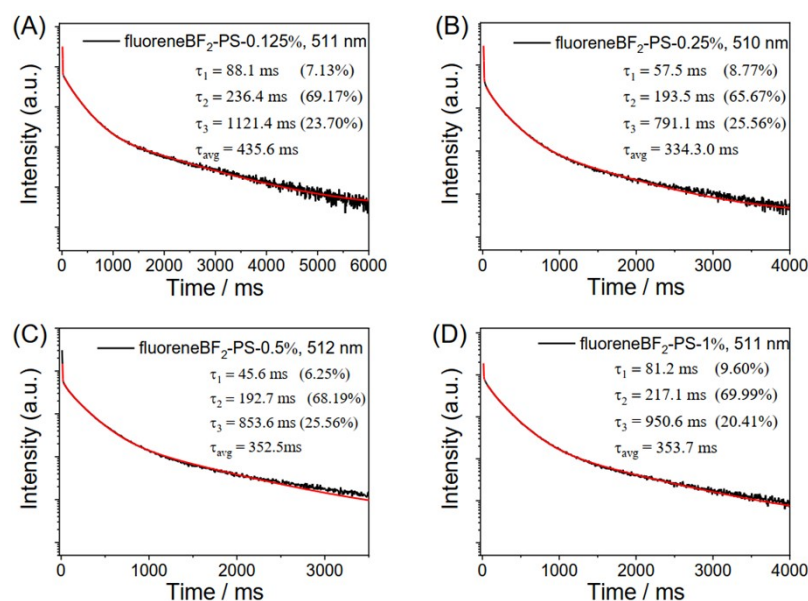 (A)
fluoreneBF₂-PS-0.125%, 511 nm
τ₁ = 88.1 ms (7.13%)
τ₂ = 236.4 ms (69.17%)
τ₃ = 1121.4 ms (23.70%)
τavg = 435.6 ms
Intensity (a.u.)
0 1000 2000 3000 4000 5000 6000
Time / ms
(B)
fluoreneBF₂-PS-0.25%, 510 nm
τ₁ = 57.5 ms (8.77%)
τ₂ = 193.5 ms (65.67%)
τ₃ = 791.1 ms (25.56%)
τavg = 334.3.0 ms
Intensity (a.u.)
0 1000 2000 3000 4000
Time / ms
(C)
fluoreneBF₂-PS-0.5%, 512 nm
τ₁ = 45.6 ms (6.25%)
τ₂ = 192.7 ms (68.19%)
τ₃ = 853.6 ms (25.56%)
τavg = 352.5ms
Intensity (a.u.)
0 1000 2000 3000
Time / ms
(D)
fluoreneBF₂-PS-1%, 511 nm
τ₁ = 81.2 ms (9.60%)
τ₂ = 217.1 ms (69.99%)
τ₃ = 950.6 ms (20.41%)
τavg = 353.7 ms
Intensity (a.u.)
0 1000 2000 3000 4000
Time / ms